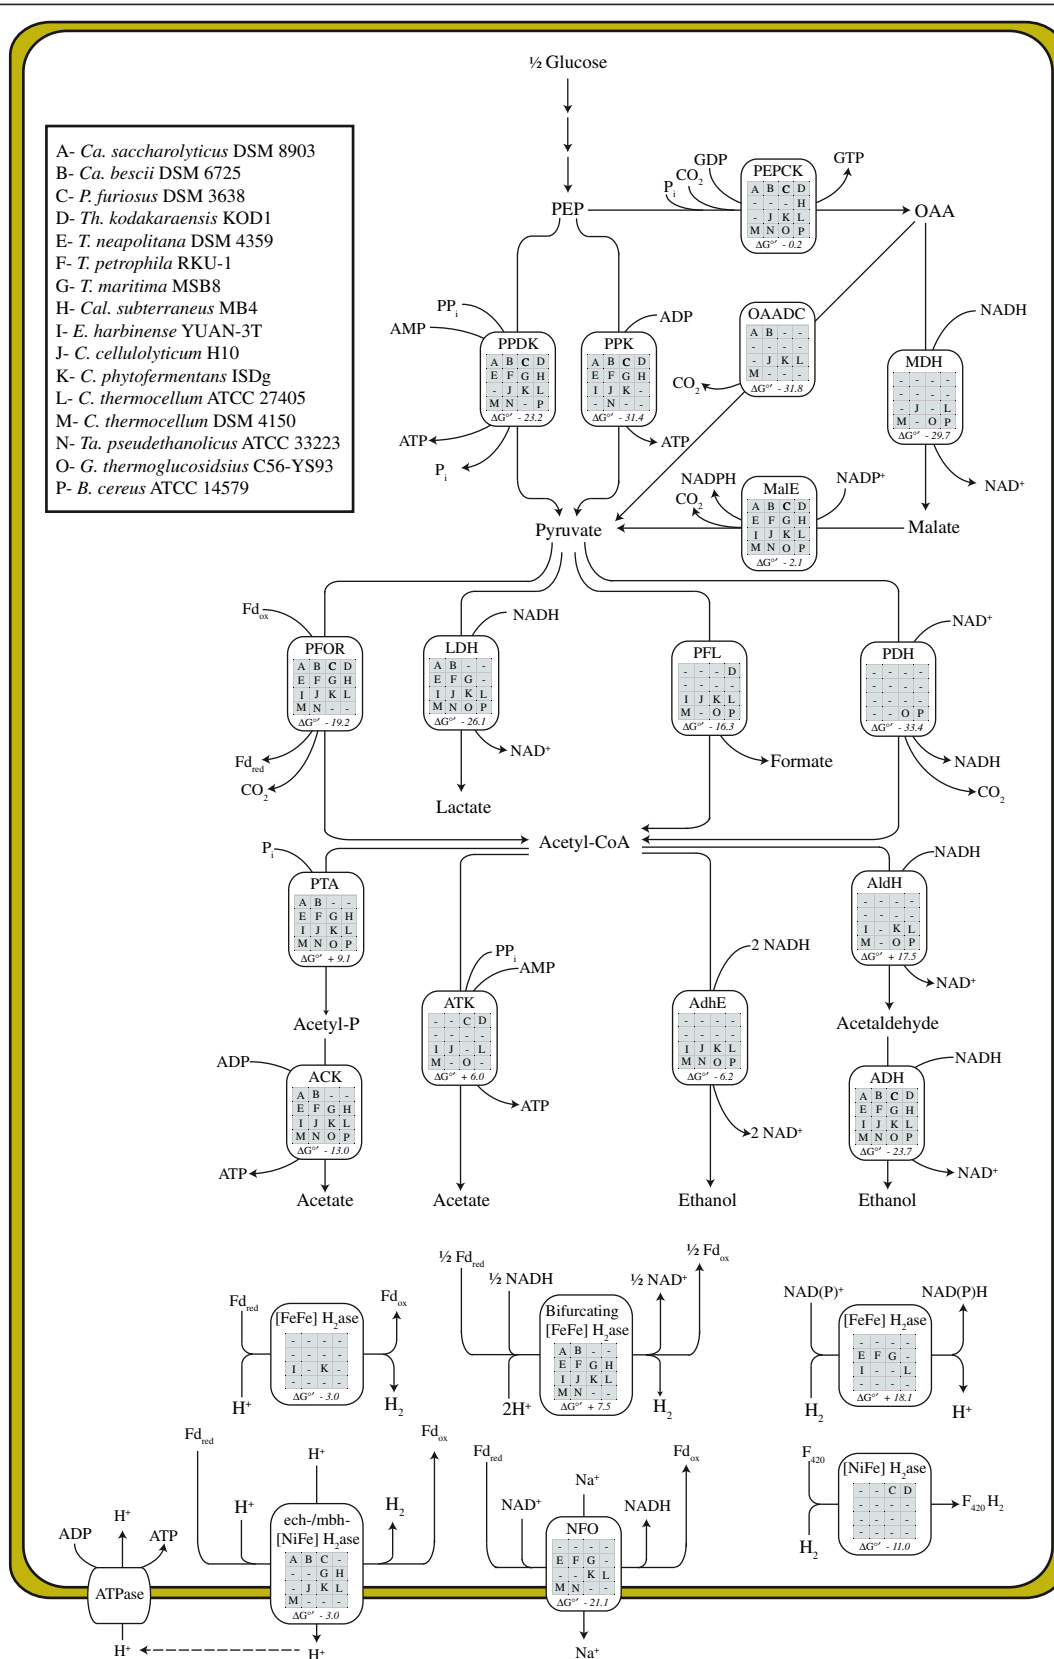 ½ Glucose
A- Ca. saccharolyticus DSM 8903
B- Ca. bescii DSM 6725
C- P. furiosus DSM 3638
D- Th. kodakaraensis KOD1
E- T. neapolitana DSM 4359
F- T. petrophila RKU-1
G- T. maritima MSB8
H- Cal. subterraneus MB4
I- E. harbinense YUAN-3T
J- C. cellulolyticum H10
K- C. phytofermentans ISDg
L- C. thermocellum ATCC 27405
M- C. thermocellum DSM 4150
N- Ta. pseudethanolicus ATCC 33223
O- G. thermoglucosidsius C56-YS93
P- B. cereus ATCC 14579
PEP
Pi
CO2
GDP
PEPCK
A B C D
- - - H
- J K L
M N O P
ΔG°′ - 0.2
GTP
OAA
PPi
AMP
PPDK
A B C D
E F G H
- J K L
M N - P
ΔG°′ - 23.2
ATP
Pi
ADP
PPK
A B C D
E F G H
I J K -
- N - -
ΔG°′ - 31.4
ATP
OAADC
A B - -
- - - -
- J K L
M - - -
ΔG°′ - 31.8
CO2
NADH
MDH
- - - -
- - - -
- J - L
M - O P
ΔG°′ - 29.7
NAD+
Pyruvate
NADPH
CO2
MalE
A B C D
E F G H
I J K L
M N O P
ΔG°′ - 2.1
NADP+
Malate
Fdox
PFOR
A B C D
E F G H
I J K L
M N - -
ΔG°′ - 19.2
Fdred
CO2
NADH
LDH
A B - -
E F G -
I J K L
M N O P
ΔG°′ - 26.1
NAD+
Lactate
PFL
- - - D
- - - -
I J K L
M - O P
ΔG°′ - 16.3
Formate
NAD+
PDH
- - - -
- - - -
- - - -
- - O P
ΔG°′ - 33.4
NADH
CO2
Acetyl-CoA
Pi
PTA
A B - -
E F G H
I J K L
M N O P
ΔG°′ + 9.1
Acetyl-P
ADP
ACK
A B - -
E F G H
I J K L
M N O P
ΔG°′ - 13.0
ATP
Acetate
PPi
AMP
ATK
- - C D
- - - -
I J - L
M - O -
ΔG°′ + 6.0
ATP
Acetate
2 NADH
AdhE
- - - -
- - - -
I J K L
M N O P
ΔG°′ - 6.2
2 NAD+
Ethanol
NADH
AldH
- - - -
- - - -
I - K L
M - O P
ΔG°′ + 17.5
NAD+
Acetaldehyde
NADH
ADH
A B C D
E F G H
I J K L
M N O P
ΔG°′ - 23.7
NAD+
Ethanol
Fdred
H+
[FeFe] H2ase
- - - -
- - - -
I - K -
- - - -
ΔG°′ - 3.0
Fdox
H2
½ Fdred
½ NADH
2H+
Bifurcating
[FeFe] H2ase
A B - -
E F G H
I J K L
M N - -
ΔG°′ + 7.5
½ NAD+
½ Fdox
H2
NAD(P)+
H2
[FeFe] H2ase
- - - -
E F G -
I - - L
- - - -
ΔG°′ + 18.1
NAD(P)H
H+
ADP
H+
ATP
ATPase
H+
Fdred
H+
H+
ech-/mbh-
[NiFe] H2ase
A B C -
- - G H
- J K L
M - - -
ΔG°′ - 3.0
H2
Fdox
H+
Fdred
NAD+
Na+
NFO
- - - -
E F G -
- - K L
M N - -
ΔG°′ - 21.1
NADH
Fdox
Na+
F420
H2
[NiFe] H2ase
- - C D
- - - -
- - - -
- - - -
ΔG°′ - 11.0
F420 H2